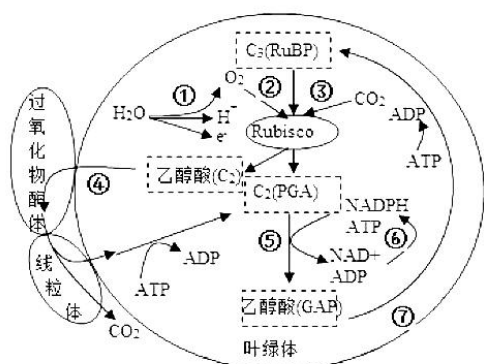 C₃(RuBP)
① O₂ ② ③ CO₂
H₂O H⁻ e⁻ Rubisco ADP
ATP
过氧化物酶体
④ 乙醇酸(C₂)
C₂(PGA) NADPH
ATP
⑤ ⑥
ADP NAD+
ADP
ATP
线粒体
乙醇酸(GAP) ⑦
CO₂
叶绿体